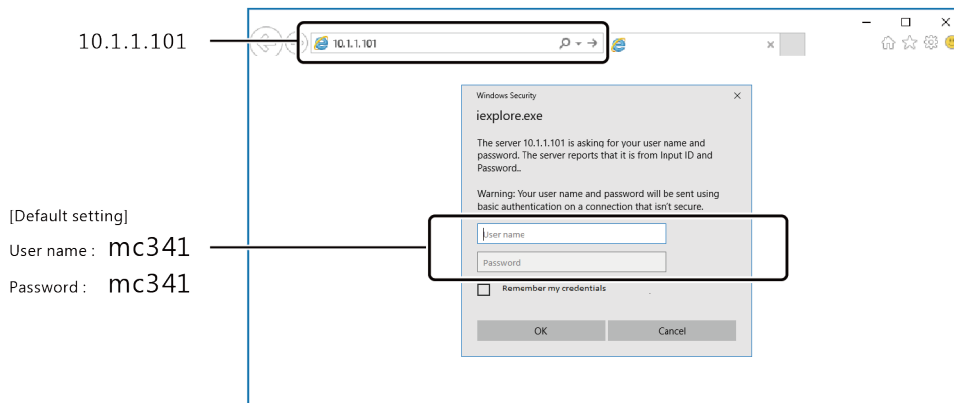 10.1.1.101
10.1.1.101
Windows Security
iexplore.exe
The server 10.1.1.101 is asking for your user name and
password. The server reports that it is from Input ID and
Password..
Warning: Your user name and password will be sent using
basic authentication on a connection that isn't secure.
[Default setting]
User name : mc341
Password : mc341
User name
Password
Remember my credentials
OK Cancel